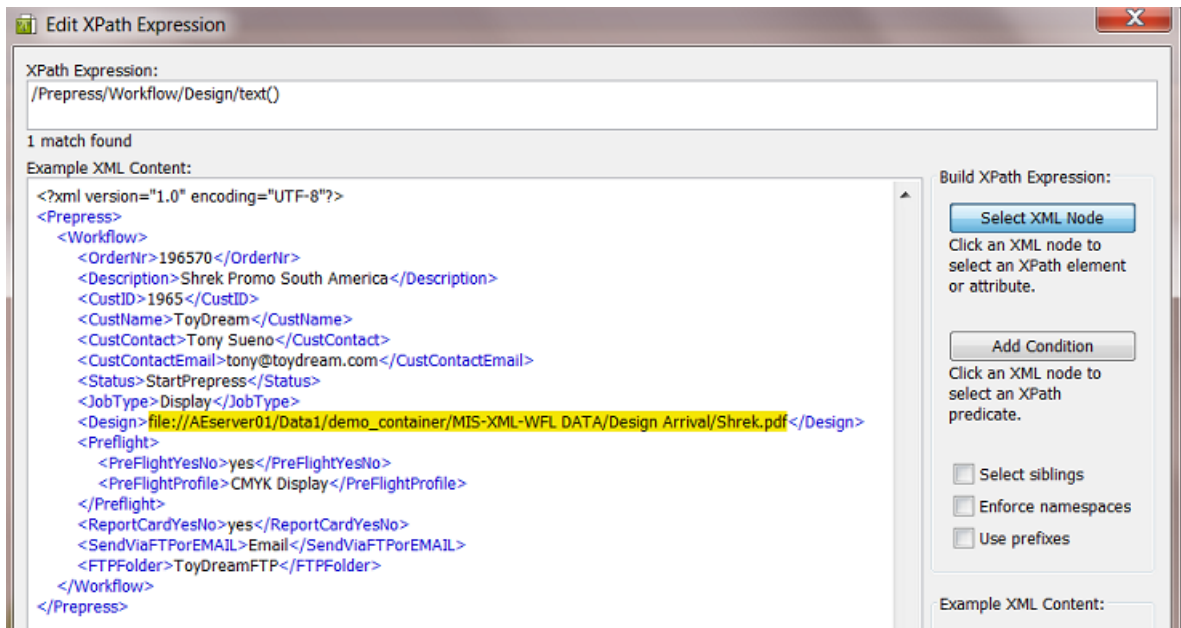 Edit XPath Expression
X
XPath Expression:
/Prepress/Workflow/Design/text()
1 match found
Example XML Content:
<?xml version="1.0" encoding="UTF-8"?>
<Prepress>
<Workflow>
<OrderNr>196570</OrderNr>
<Description>Shrek Promo South America</Description>
<CustID>1965</CustID>
<CustName>ToyDream</CustName>
<CustContact>Tony Sueno</CustContact>
<CustContactEmail>tony@toydream.com</CustContactEmail>
<Status>StartPrepress</Status>
<JobType>Display</JobType>
<Design>file://AEserver01/Data1/demo_container/MIS-XML-WFL DATA/Design Arrival/Shrek.pdf</Design>
<Preflight>
<PreFlightYesNo>yes</PreFlightYesNo>
<PreFlightProfile>CMYK Display</PreFlightProfile>
</Preflight>
<ReportCardYesNo>yes</ReportCardYesNo>
<SendViaFTPorEMAIL>Email</SendViaFTPorEMAIL>
<FTPFolder>ToyDreamFTP</FTPFolder>
</Workflow>
</Prepress>
Build XPath Expression:
Select XML Node
Click an XML node to
select an XPath element
or attribute.
Add Condition
Click an XML node to
select an XPath
predicate.
Select siblings
Enforce namespaces
Use prefixes
Example XML Content: